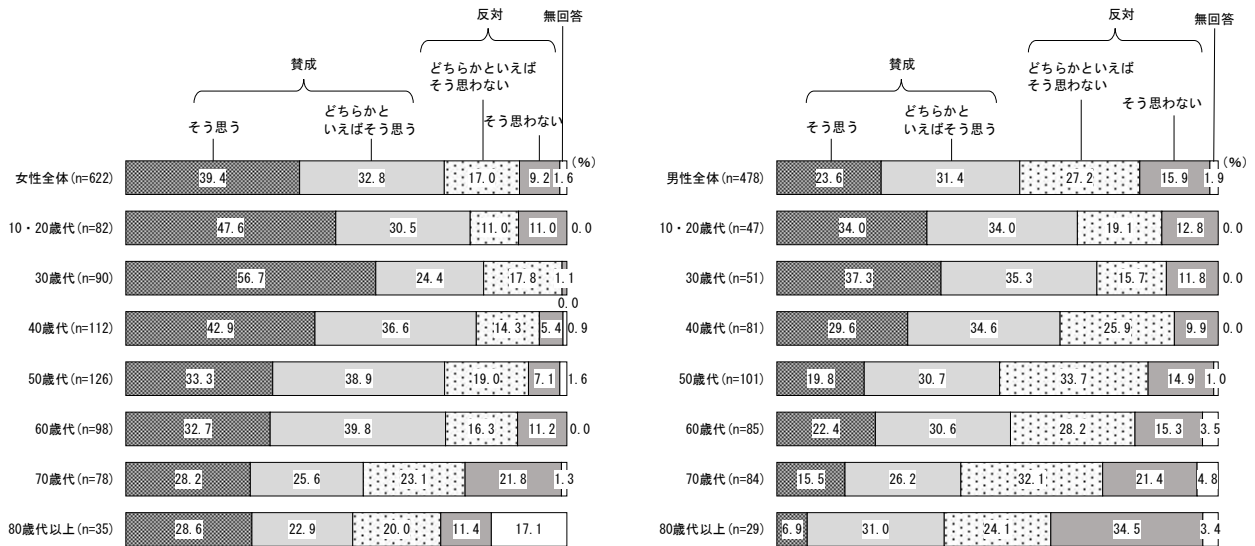 反対
無回答
賛成
どちらかといえば
そう思わない
そう思う
どちらかと
いえばそう思う
そう思わない
(%)
女性全体(n=622) 39.4 32.8 17.0 9.2 1.6
10・20歳代(n=82) 47.6 30.5 11.0 11.0 0.0
30歳代(n=90) 56.7 24.4 17.8 1.1
0.0
40歳代(n=112) 42.9 36.6 14.3 5.4 0.9
50歳代(n=126) 33.3 38.9 19.0 7.1 1.6
60歳代(n=98) 32.7 39.8 16.3 11.2 0.0
70歳代(n=78) 28.2 25.6 23.1 21.8 1.3
80歳代以上(n=35) 28.6 22.9 20.0 11.4 17.1
反対
無回答
賛成
どちらかといえば
そう思わない
そう思う
どちらかと
いえばそう思う
そう思わない
(%)
男性全体(n=478) 23.6 31.4 27.2 15.9 1.9
10・20歳代(n=47) 34.0 34.0 19.1 12.8 0.0
30歳代(n=51) 37.3 35.3 15.7 11.8 0.0
40歳代(n=81) 29.6 34.6 25.9 9.9 0.0
50歳代(n=101) 19.8 30.7 33.7 14.9 1.0
60歳代(n=85) 22.4 30.6 28.2 15.3 3.5
70歳代(n=84) 15.5 26.2 32.1 21.4 4.8
80歳代以上(n=29) 6.9 31.0 24.1 34.5 3.4